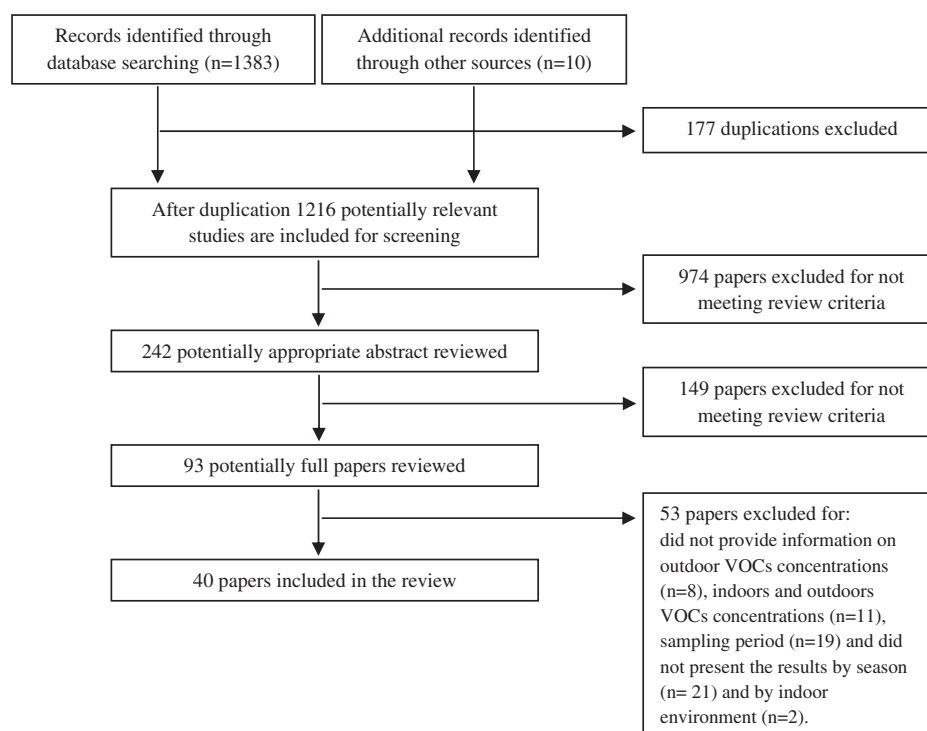 Records identified through
database searching (n=1383)
Additional records identified
through other sources (n=10)
177 duplications excluded
After duplication 1216 potentially relevant
studies are included for screening
974 papers excluded for not
meeting review criteria
242 potentially appropriate abstract reviewed
149 papers excluded for not
meeting review criteria
93 potentially full papers reviewed
53 papers excluded for:
did not provide information on
outdoor VOCs concentrations
(n=8), indoors and outdoors
VOCs concentrations (n=11),
sampling period (n=19) and did
not present the results by season
(n= 21) and by indoor
environment (n=2).
40 papers included in the review